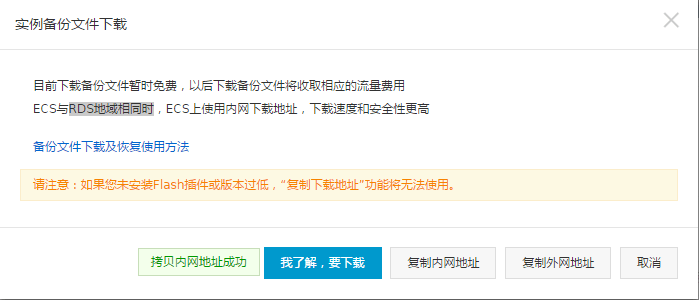 实例备份文件下载
目前下载备份文件暂时免费，以后下载备份文件将收取相应的流量费用
ECS与RDS地域相同时，ECS上使用内网下载地址，下载速度和安全性更高
备份文件下载及恢复使用方法
请注意：如果您未安装Flash插件或版本过低，“复制下载地址”功能将无法使用。
拷贝内网地址成功 我了解，要下载 复制内网地址 复制外网地址 取消